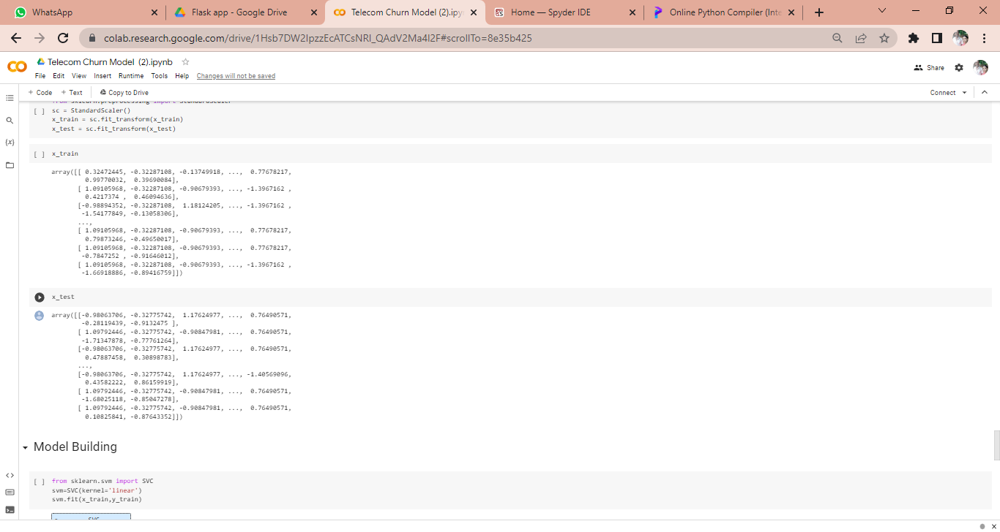 WhatsApp
Flask app - Google Drive
Telecom Churn Model (2).ipy
Home — Spyder IDE
Online Python Compiler (Inte
colab.research.google.com/drive/1Hsb7DW2IpzzEcATCsNRI_QAdV2Ma4I2F#scrollTo=8e35b425
Telecom Churn Model (2).ipynb
File Edit View Insert Runtime Tools Help Changes will not be saved
Share
+ Code + Text Copy to Drive
Connect
from sklearn.preprocessing import StandardScaler
[ ] sc = StandardScaler()
x_train = sc.fit_transform(x_train)
x_test = sc.fit_transform(x_test)
[ ] x_train
array([[ 0.32472445, -0.32287108, -0.13749918, ..., 0.77678217,
0.99770032, 0.39690084],
[ 1.09105968, -0.32287108, -0.90679393, ..., -1.3967162 ,
0.4217374 , 0.46094636],
[-0.98894352, -0.32287108, 1.18124205, ..., -1.3967162 ,
-1.54177849, -0.13058306],
...,
[ 1.09105968, -0.32287108, -0.90679393, ..., 0.77678217,
0.79873246, -0.49650017],
[ 1.09105968, -0.32287108, -0.90679393, ..., 0.77678217,
-0.7847252 , -0.91646012],
[ 1.09105968, -0.32287108, -0.90679393, ..., -1.3967162 ,
-1.66918886, -0.89416759]])
x_test
array([[-0.98063706, -0.32775742, 1.17624977, ..., 0.76490571,
-0.28119439, -0.9132475 ],
[ 1.09792446, -0.32775742, -0.90847981, ..., 0.76490571,
-1.71347878, -0.77761264],
[-0.98063706, -0.32775742, 1.17624977, ..., 0.76490571,
0.47887458, 0.30898783],
...,
[-0.98063706, -0.32775742, 1.17624977, ..., -1.40569096,
0.43582222, 0.86159919],
[ 1.09792446, -0.32775742, -0.90847981, ..., 0.76490571,
-1.68025118, -0.85047278],
[ 1.09792446, -0.32775742, -0.90847981, ..., 0.76490571,
0.10825841, -0.87643352]])
Model Building
[ ] from sklearn.svm import SVC
svm=SVC(kernel='linear')
svm.fit(x_train,y_train)
SVC